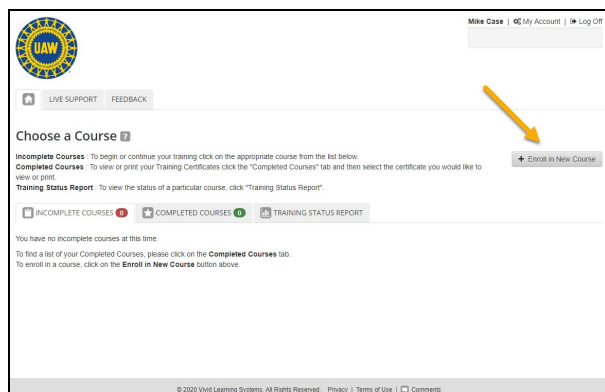 Mike Case | My Account | Log Off
UAW
LIVE SUPPORT FEEDBACK
Choose a Course ?
Incomplete Courses : To begin or continue your training click on the appropriate course from the list below.
+ Enroll in New Course
Completed Courses : To view or print your Training Certificates click the "Completed Courses" tab and then select the certificate you would like to
view or print.
Training Status Report : To view the status of a particular course, click "Training Status Report".
INCOMPLETE COURSES 0 COMPLETED COURSES 0 TRAINING STATUS REPORT
You have no incomplete courses at this time.
To find a list of your Completed Courses, please click on the Completed Courses tab.
To enroll in a course, click on the Enroll in New Course button above.
© 2020 Vivid Learning Systems. All Rights Reserved. Privacy | Terms of Use | Comments